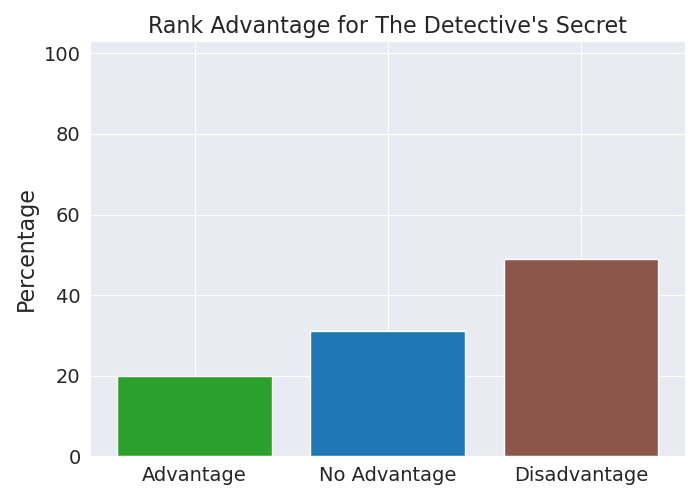 Rank Advantage for The Detective's Secret
Percentage
100
80
60
40
20
0
Advantage
No Advantage
Disadvantage